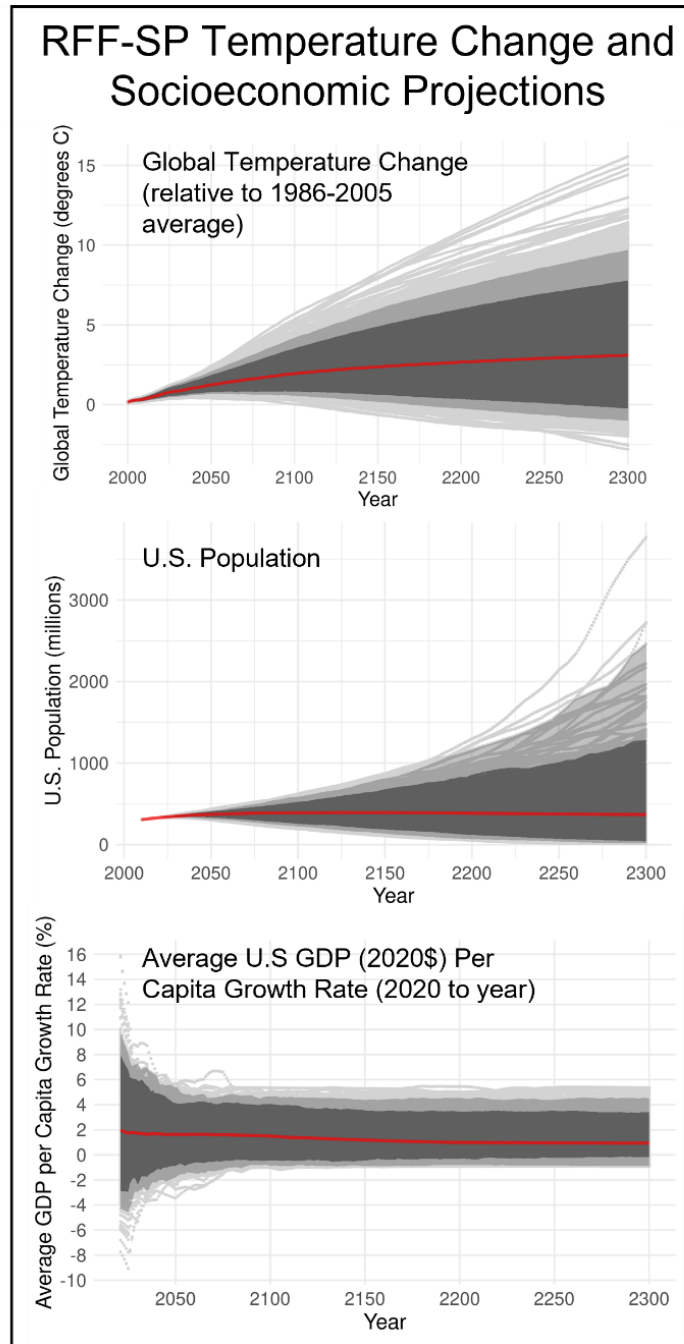 RFF-SP Temperature Change and
Socioeconomic Projections
Global Temperature Change
(relative to 1986-2005
average)
Global Temperature Change (degrees C)
15
10
5
0
2000 2050 2100 2150 2200 2250 2300
Year
U.S. Population
U.S. Population (millions)
3000
2000
1000
0
2000 2050 2100 2150 2200 2250 2300
Year
Average U.S GDP (2020$) Per
Capita Growth Rate (2020 to year)
Average GDP per Capita Growth Rate (%)
16
14
12
10
8
6
4
2
0
-2
-4
-6
-8
-10
2050 2100 2150 2200 2250 2300
Year